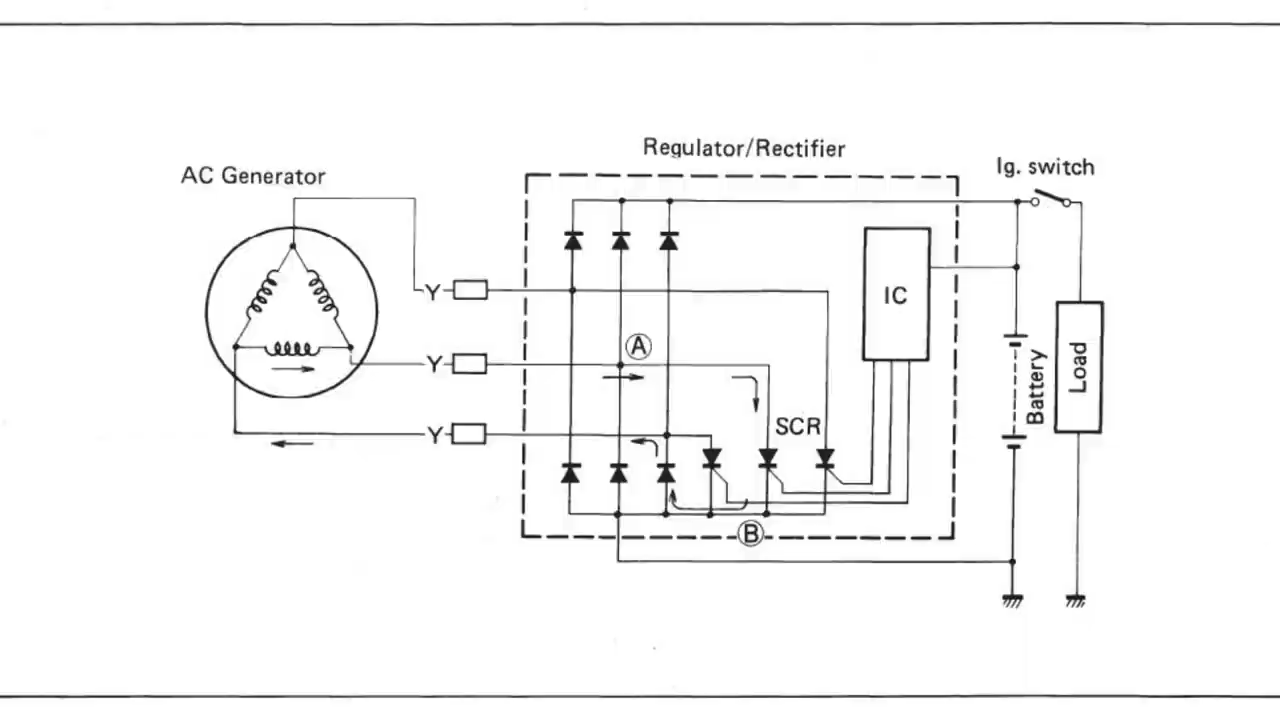 Regulator/Rectifier
Ig. switch
AC Generator
IC
Y
A
Y
Battery
Load
SCR
Y
B